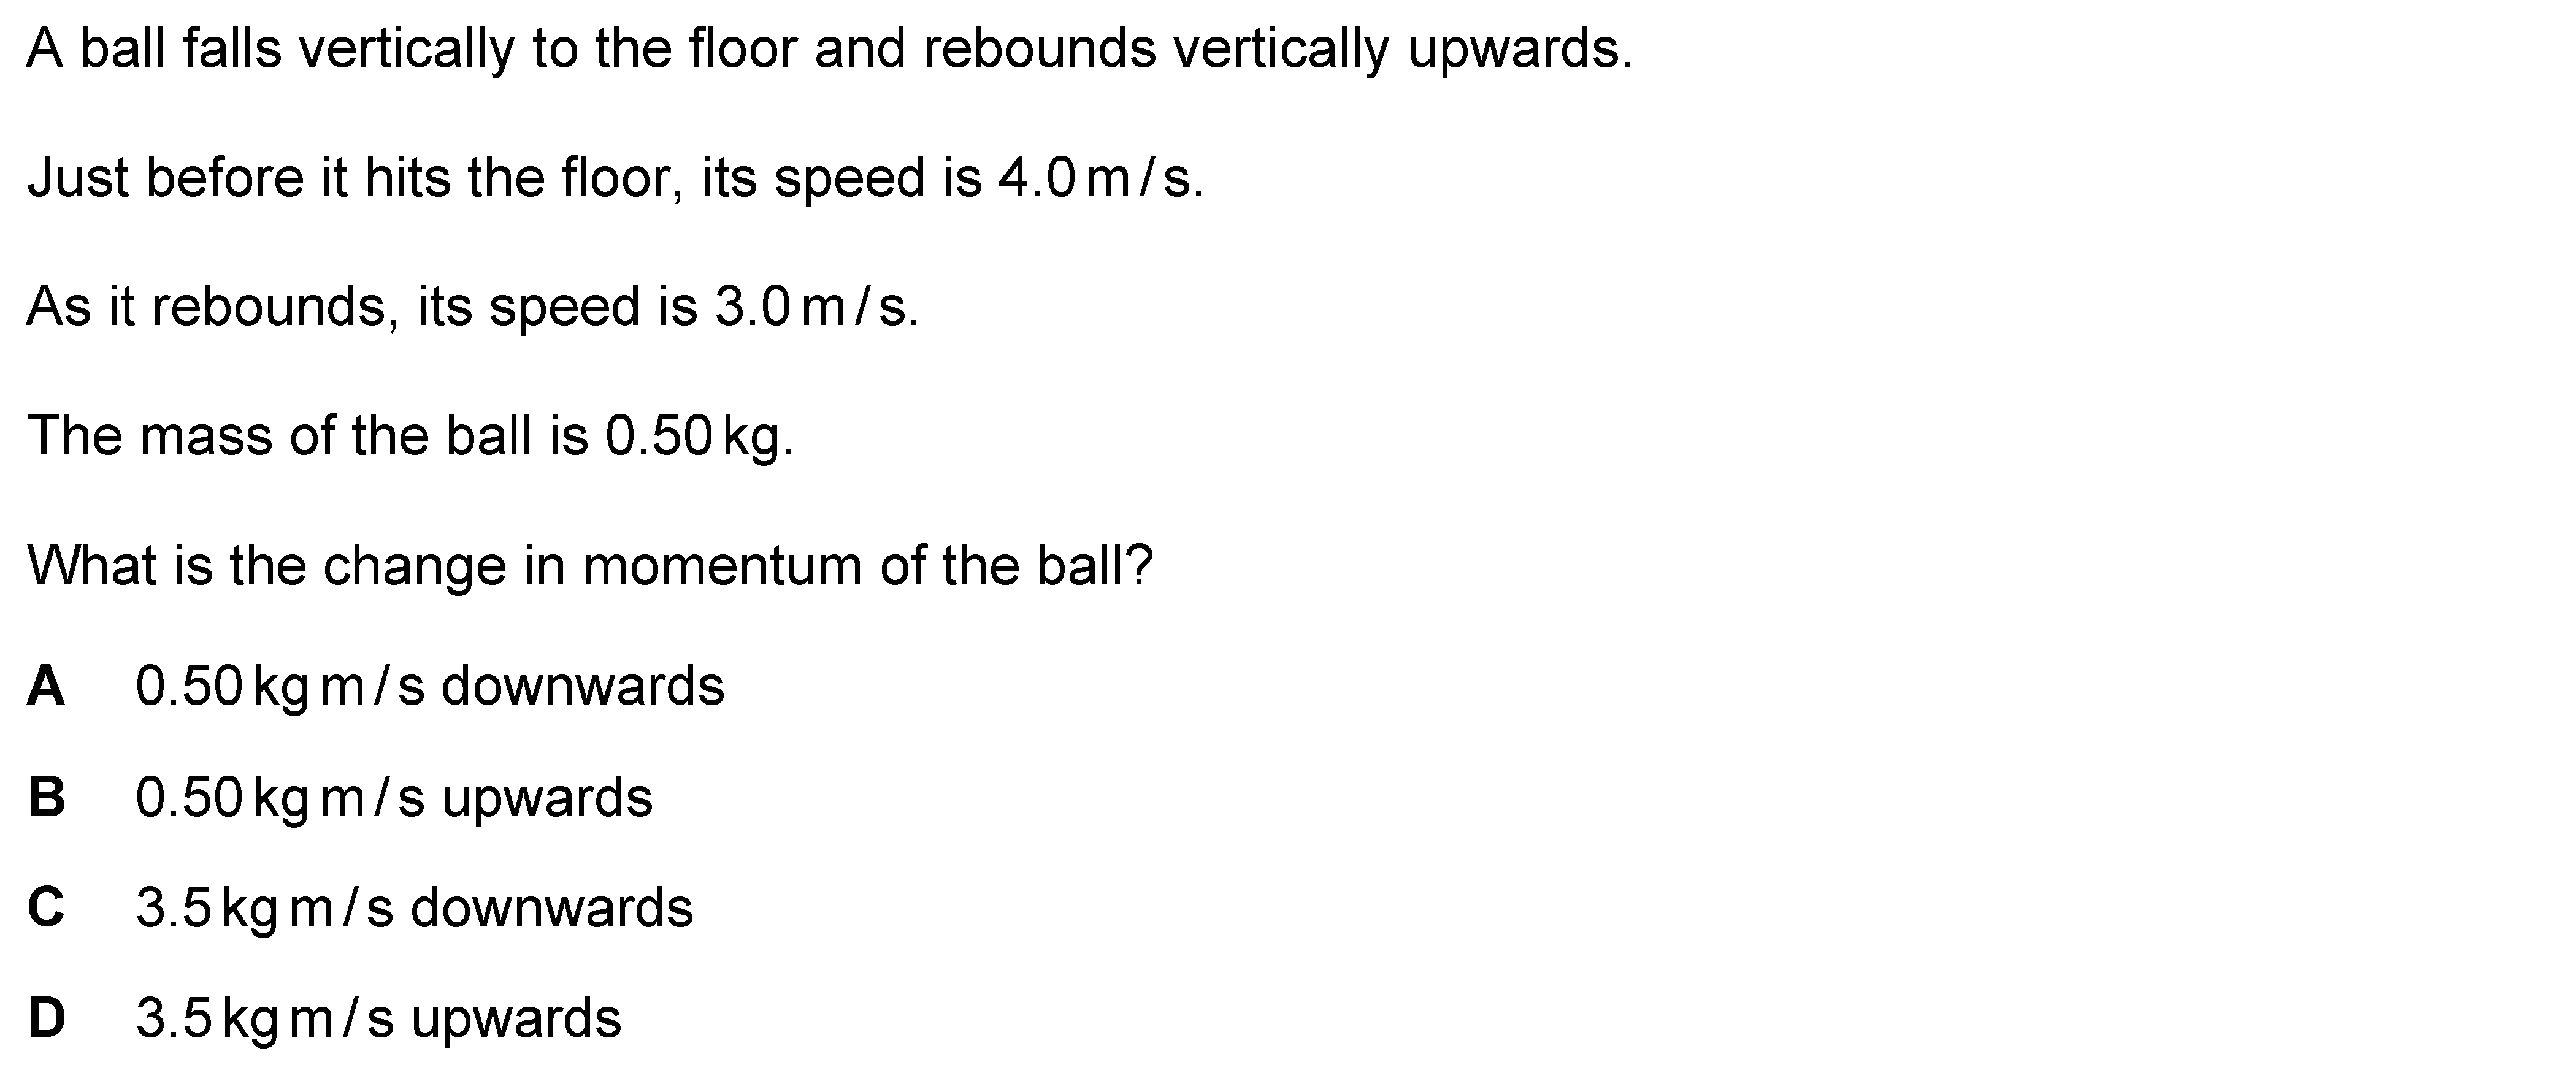 A ball falls vertically to the floor and rebounds vertically upwards.
Just before it hits the floor, its speed is 4.0 m / s.
As it rebounds, its speed is 3.0 m / s.
The mass of the ball is 0.50 kg.
What is the change in momentum of the ball?
A 0.50 kg m / s downwards
B 0.50 kg m / s upwards
C 3.5 kg m / s downwards
D 3.5 kg m / s upwards